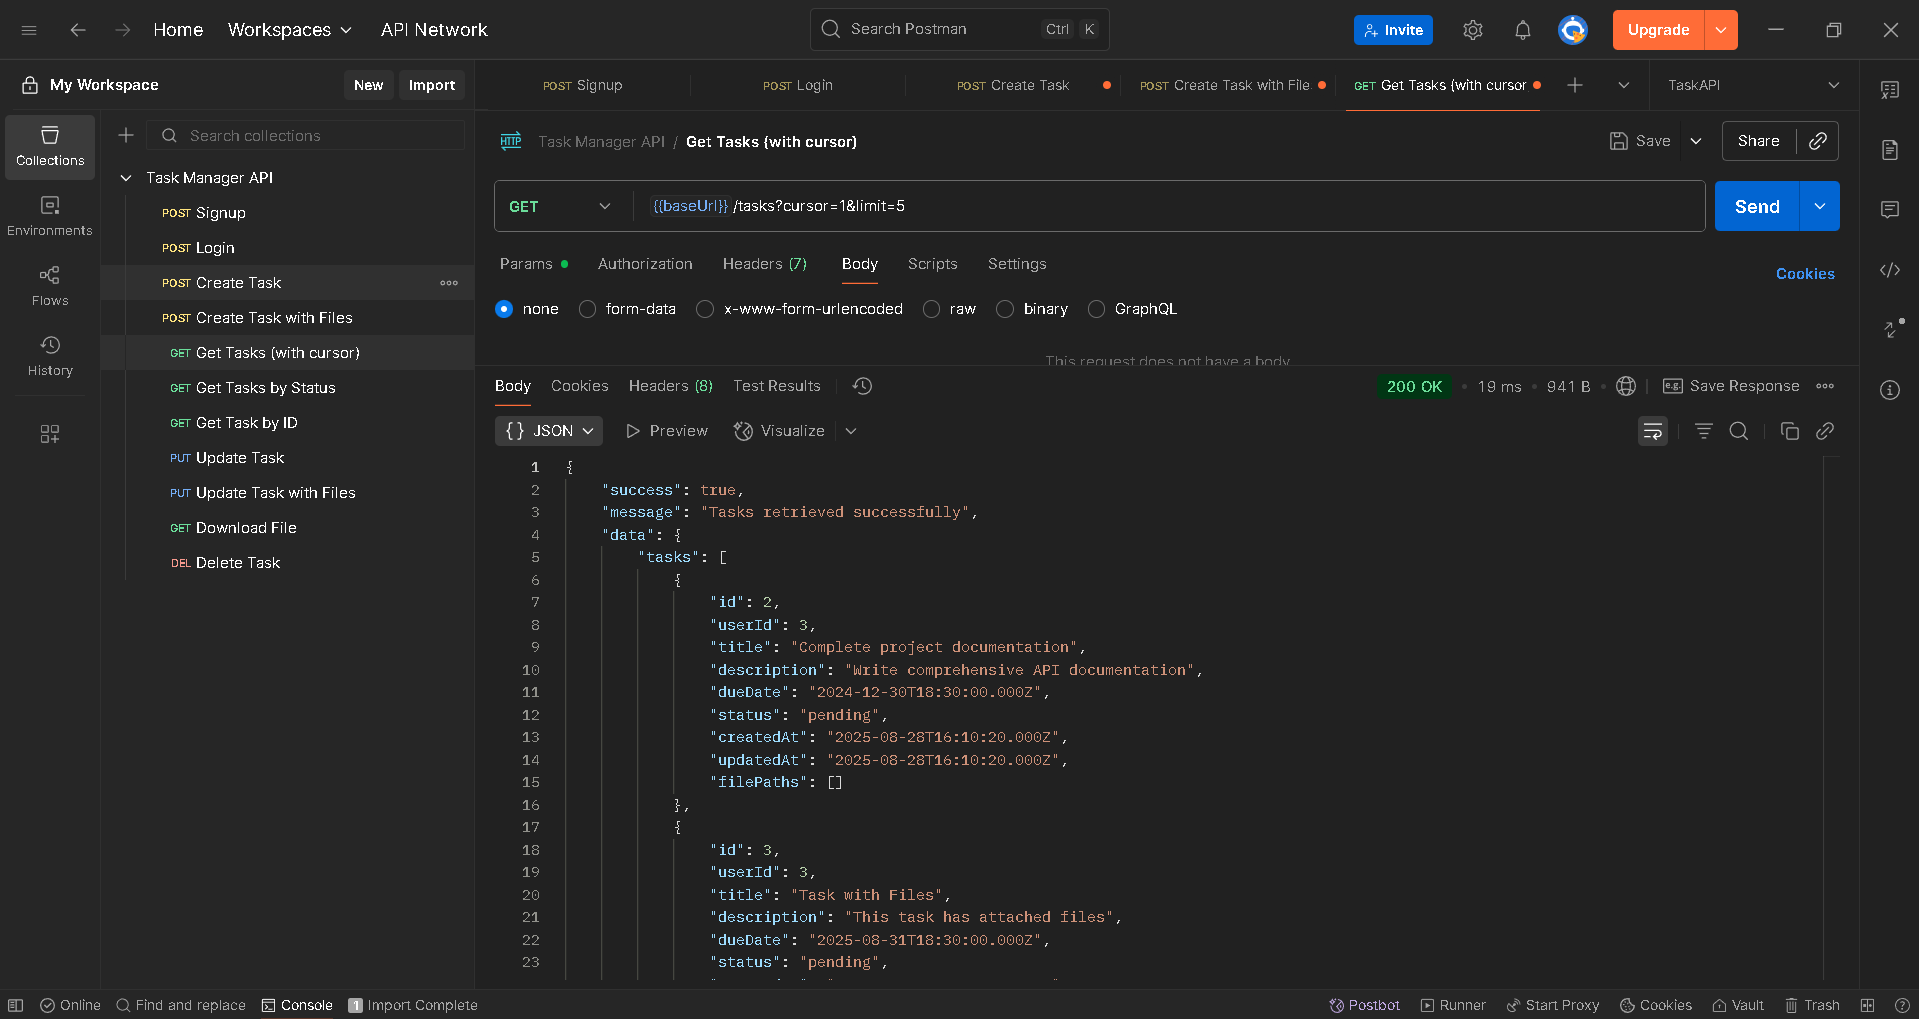 Home Workspaces API Network Search Postman Ctrl K Invite Upgrade
My Workspace New Import
POST Signup POST Login POST Create Task POST Create Task with File GET Get Tasks (with cursor TaskAPI
Collections
Environments
Flows
History
Search collections
Task Manager API
POST Signup
POST Login
POST Create Task
POST Create Task with Files
GET Get Tasks (with cursor)
GET Get Tasks by Status
GET Get Task by ID
PUT Update Task
PUT Update Task with Files
GET Download File
DEL Delete Task
HTTP Task Manager API / Get Tasks (with cursor) Save Share
GET {{baseUrl}}/tasks?cursor=1&limit=5 Send
Params Authorization Headers (7) Body Scripts Settings Cookies
none form-data x-www-form-urlencoded raw binary GraphQL
This request does not have a body
Body Cookies Headers (8) Test Results 200 OK • 19 ms • 941 B • e.g. Save Response
{} JSON Preview Visualize
1 {
2 "success": true,
3 "message": "Tasks retrieved successfully",
4 "data": {
5 "tasks": [
6 {
7 "id": 2,
8 "userId": 3,
9 "title": "Complete project documentation",
10 "description": "Write comprehensive API documentation",
11 "dueDate": "2024-12-30T18:30:00.000Z",
12 "status": "pending",
13 "createdAt": "2025-08-28T16:10:20.000Z",
14 "updatedAt": "2025-08-28T16:10:20.000Z",
15 "filePaths": []
16 },
17 {
18 "id": 3,
19 "userId": 3,
20 "title": "Task with Files",
21 "description": "This task has attached files",
22 "dueDate": "2025-08-31T18:30:00.000Z",
23 "status": "pending",
Online Find and replace Console 1 Import Complete Postbot Runner Start Proxy Cookies Vault Trash